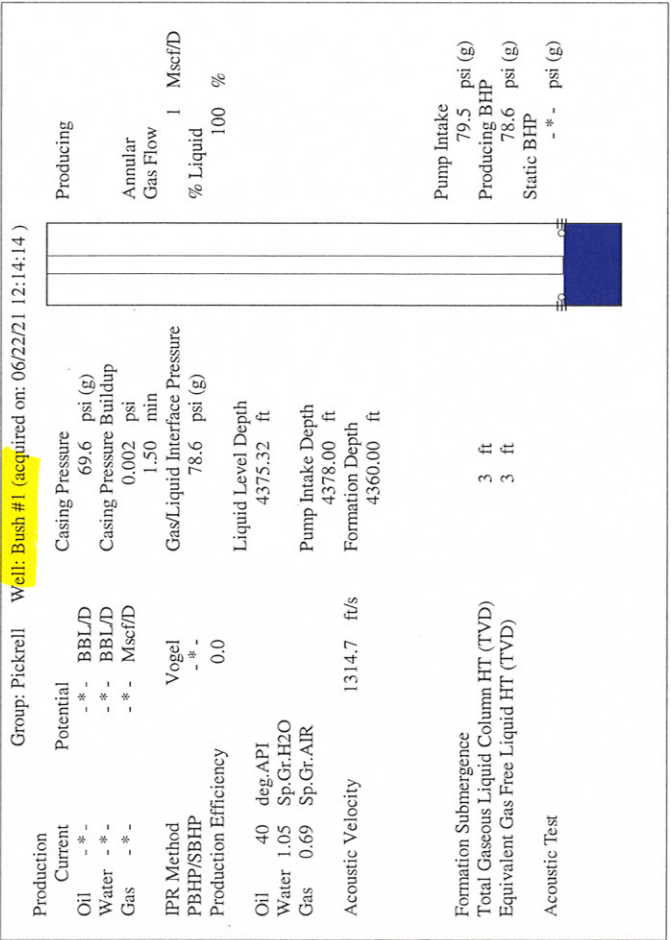 Group: Pickrell Well: Bush #1 (acquired on: 06/22/21 12:14:14 )
Production
Current Potential
Oil - * - - * - BBL/D
Water - * - - * - BBL/D
Gas - * - - * - Mscf/D
IPR Method Vogel
PBHP/SBHP - * -
Production Efficiency 0.0
Oil 40 deg.API
Water 1.05 Sp.Gr.H2O
Gas 0.69 Sp.Gr.AIR
Acoustic Velocity 1314.7 ft/s
Formation Submergence
Total Gaseous Liquid Column HT (TVD) 3 ft
Equivalent Gas Free Liquid HT (TVD) 3 ft
Acoustic Test
Casing Pressure
69.6 psi (g)
Casing Pressure Buildup
0.002 psi
1.50 min
Gas/Liquid Interface Pressure
78.6 psi (g)
Liquid Level Depth
4375.32 ft
Pump Intake Depth
4378.00 ft
Formation Depth
4360.00 ft
Producing
Annular
Gas Flow
1 Mscf/D
% Liquid
100 %
Pump Intake
79.5 psi (g)
Producing BHP
78.6 psi (g)
Static BHP
- * - psi (g)